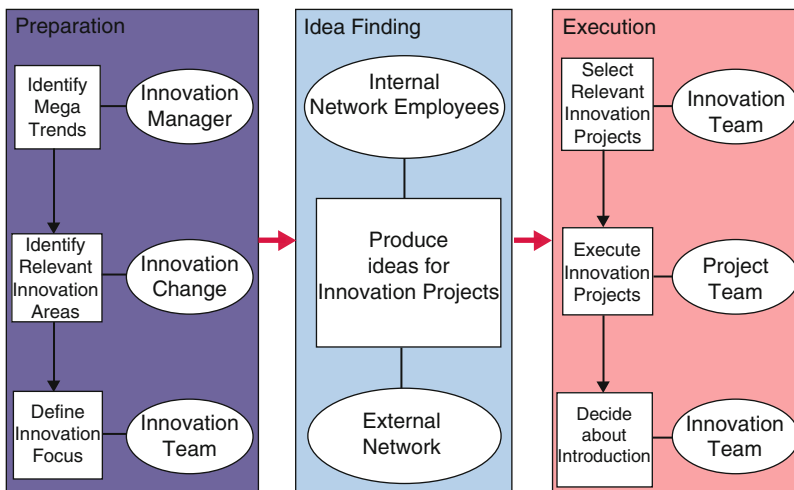 Preparation
Identify
Mega
Trends
Innovation
Manager
Identify
Relevant
Innovation
Areas
Innovation
Change
Define
Innovation
Focus
Innovation
Team
Idea Finding
Internal
Network Employees
Produce
ideas for
Innovation Projects
External
Network
Execution
Select
Relevant
Innovation
Projects
Innovation
Team
Execute
Innovation
Projects
Project
Team
Decide
about
Introduction
Innovation
Team